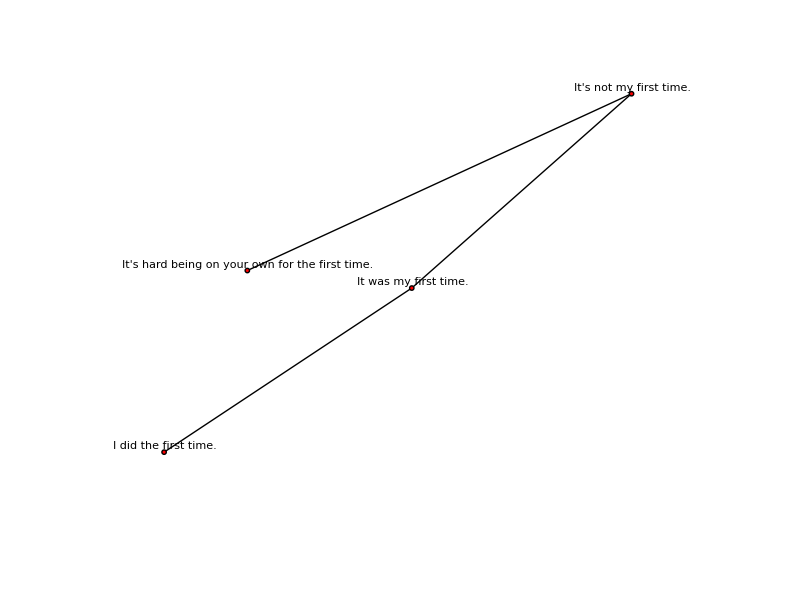 It's not my first time.
It's hard being on your own for the first time.
It was my first time.
I did the first time.